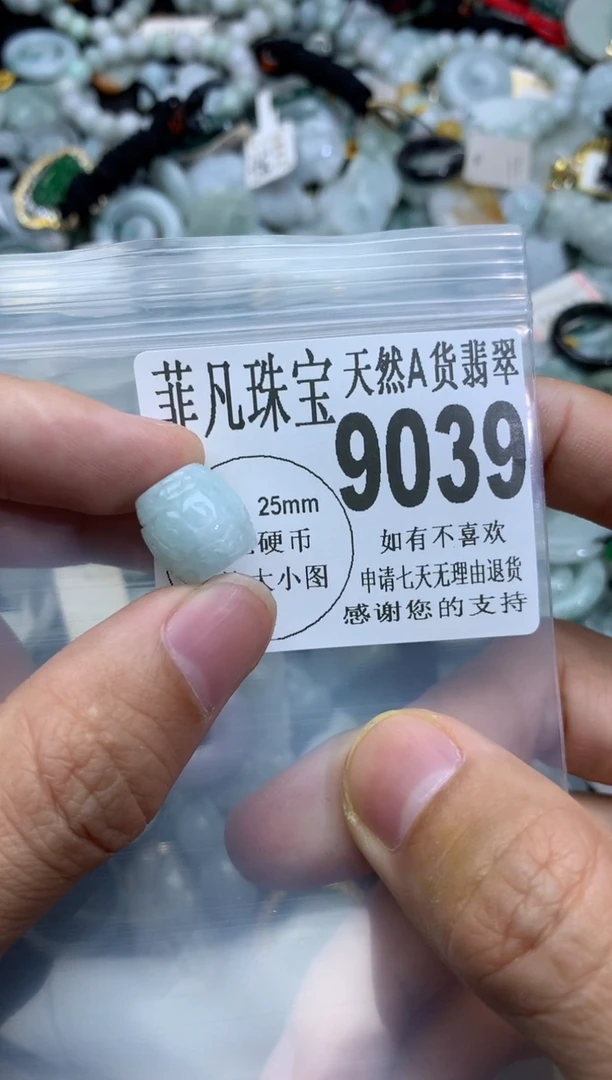 菲凡珠宝
天然A货翡翠
9039
25mm
硬币
大小图
如有不喜欢
申请七天无理由退货
感谢您的支持